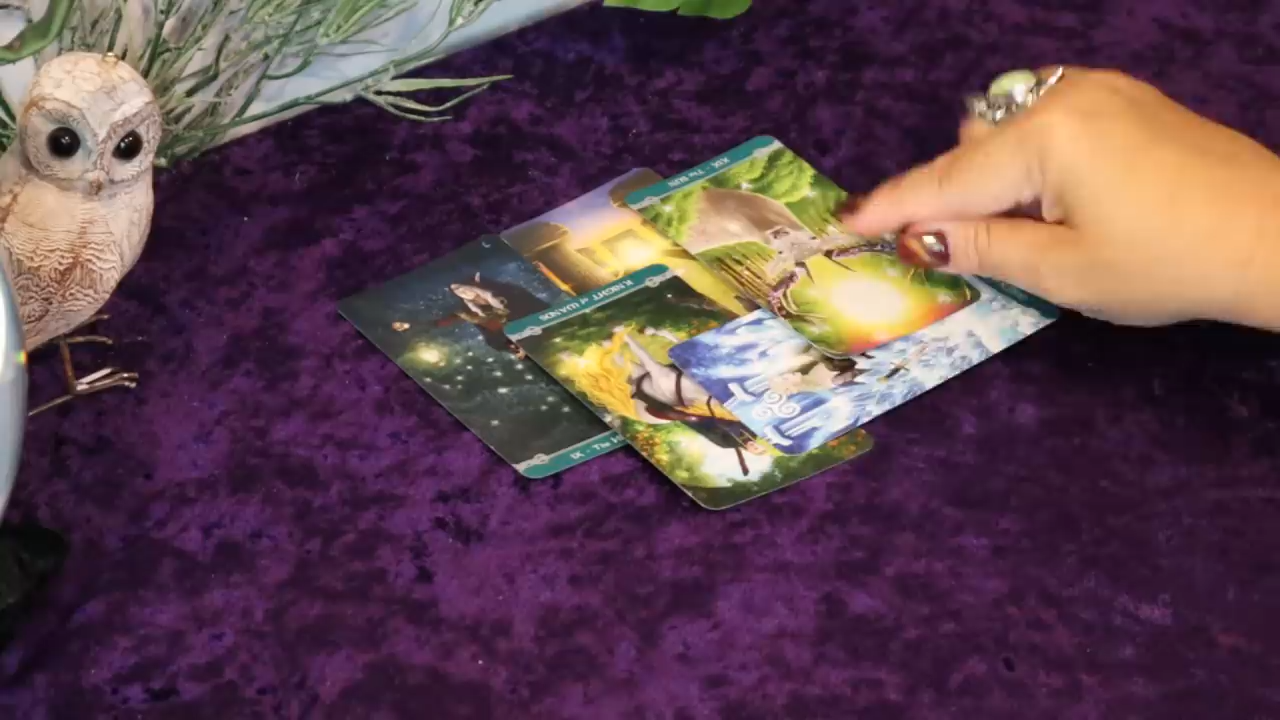 XIX · The SUN
KNIGHT of WANDS
IX · The